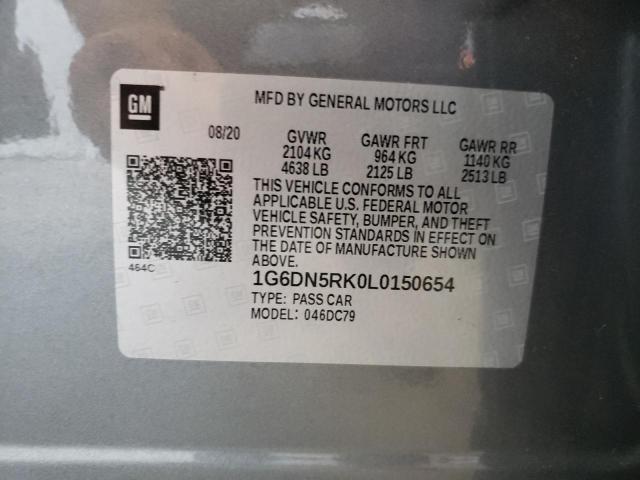 GM
MFD BY GENERAL MOTORS LLC
08/20 GVWR GAWR FRT GAWR RR
2104 KG 964 KG 1140 KG
4638 LB 2125 LB 2513 LB
THIS VEHICLE CONFORMS TO ALL
APPLICABLE U.S. FEDERAL MOTOR
VEHICLE SAFETY, BUMPER, AND THEFT
PREVENTION STANDARDS IN EFFECT ON
THE DATE OF MANUFACTURE SHOWN
ABOVE.
464C
1G6DN5RK0L0150654
TYPE: PASS CAR
MODEL: 046DC79